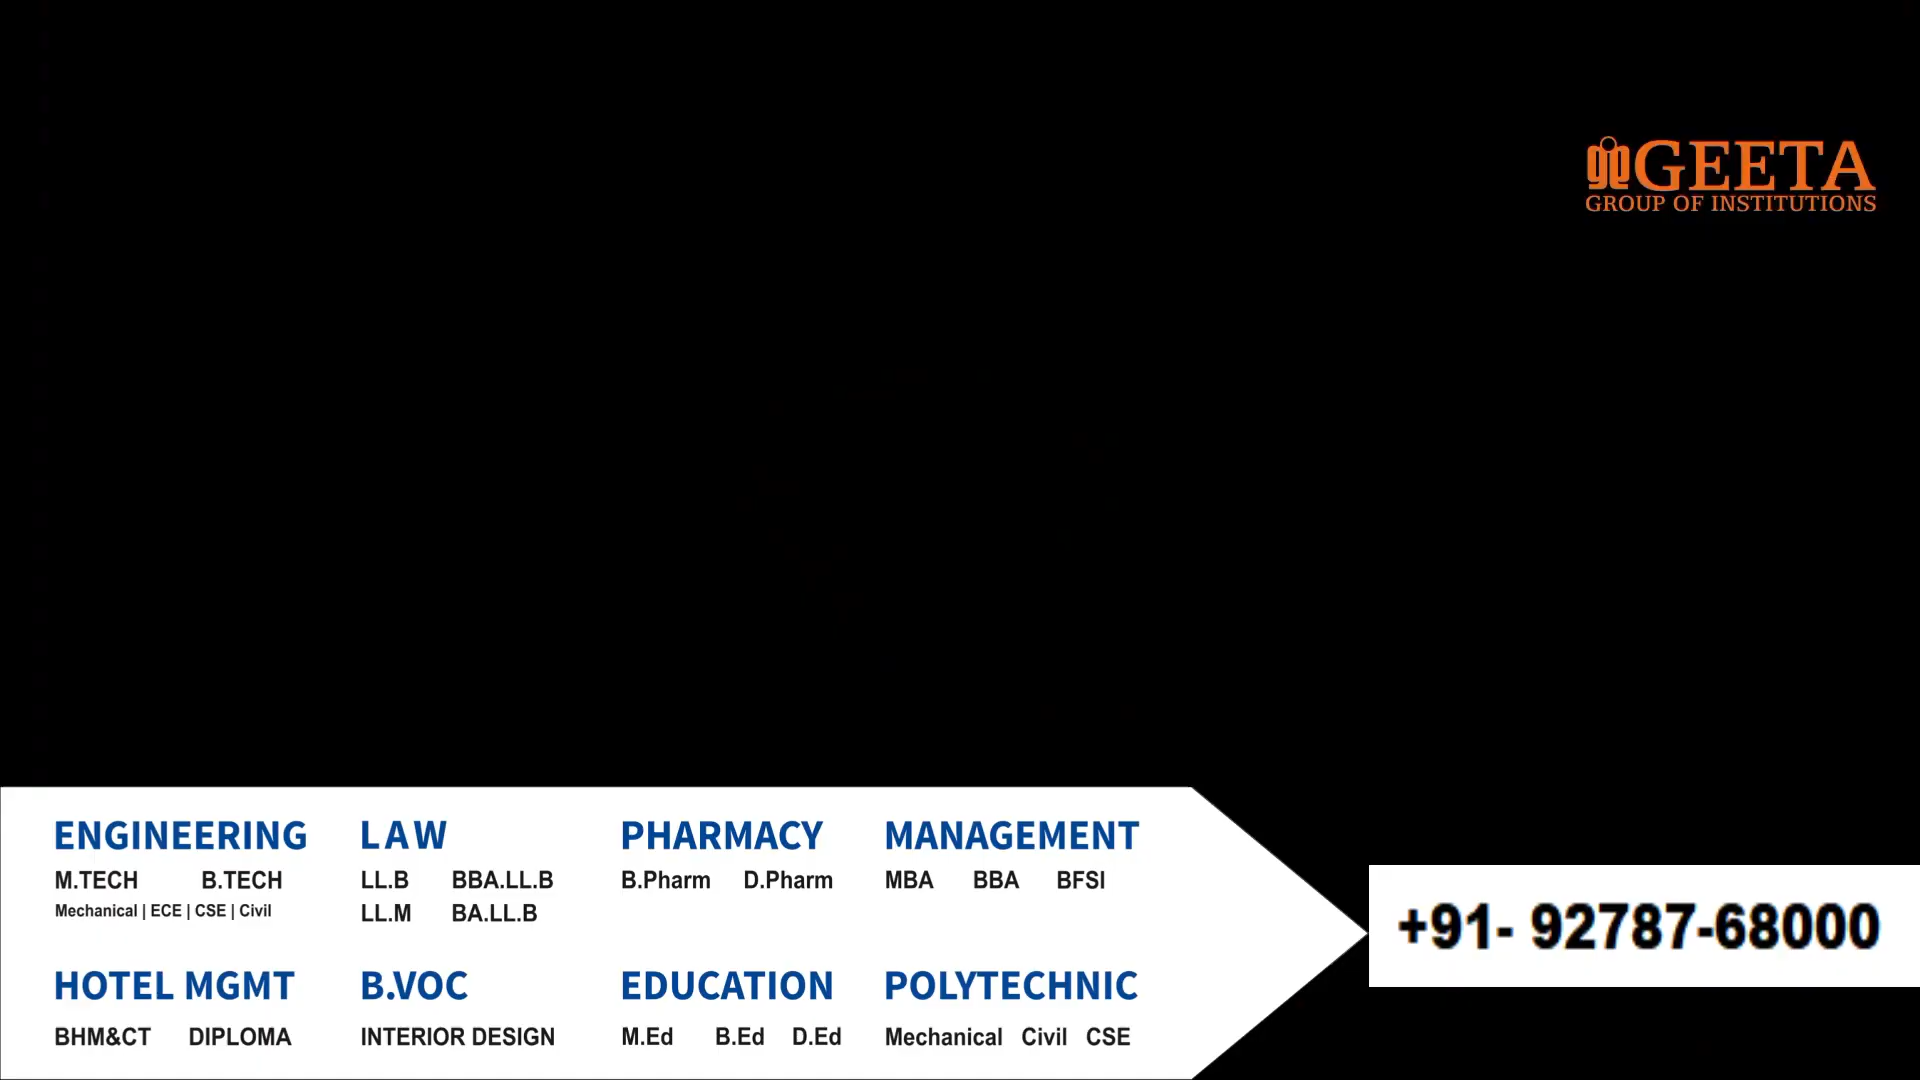 GEETA
GROUP OF INSTITUTIONS
ENGINEERING
M.TECH B.TECH
Mechanical | ECE | CSE | Civil
LAW
LL.B BBA.LL.B
LL.M BA.LL.B
PHARMACY
B.Pharm D.Pharm
MANAGEMENT
MBA BBA BFSI
HOTEL MGMT
BHM&CT DIPLOMA
B.VOC
INTERIOR DESIGN
EDUCATION
M.Ed B.Ed D.Ed
POLYTECHNIC
Mechanical Civil CSE
+91- 92787-68000